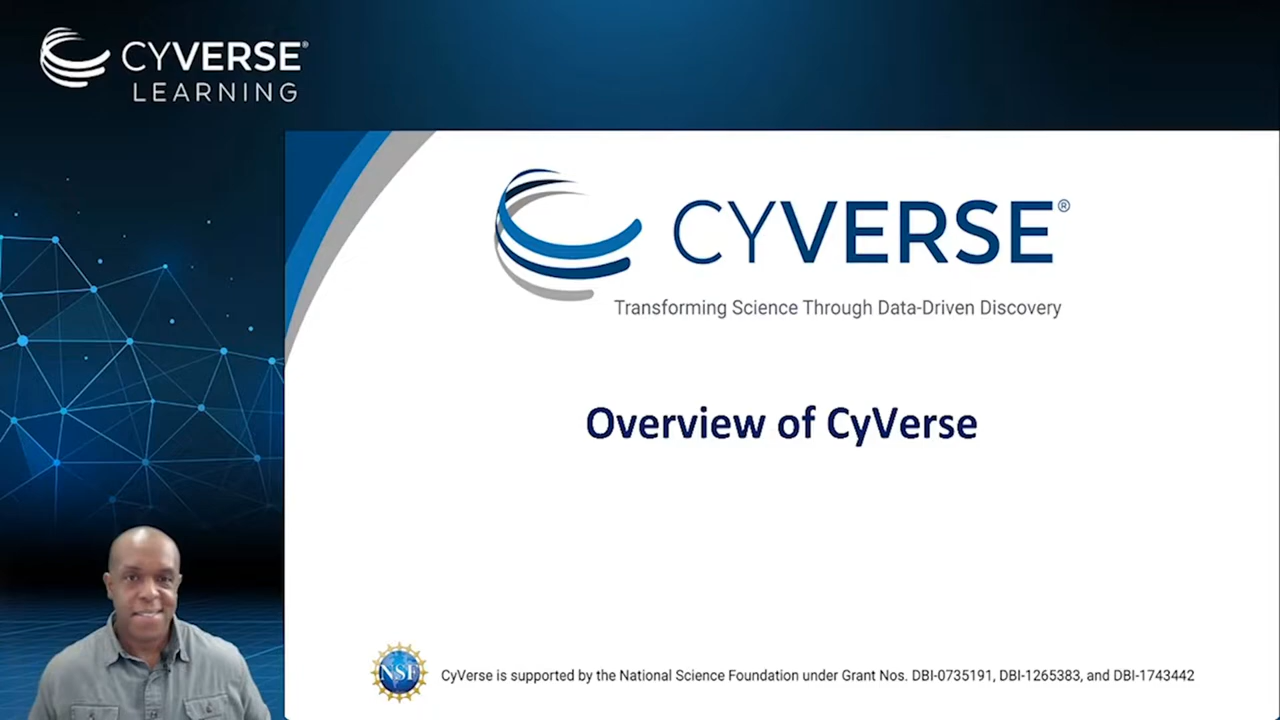 CYVERSE®
LEARNING
CYVERSE®
Transforming Science Through Data-Driven Discovery
Overview of CyVerse
NSF
CyVerse is supported by the National Science Foundation under Grant Nos. DBI-0735191, DBI-1265383, and DBI-1743442